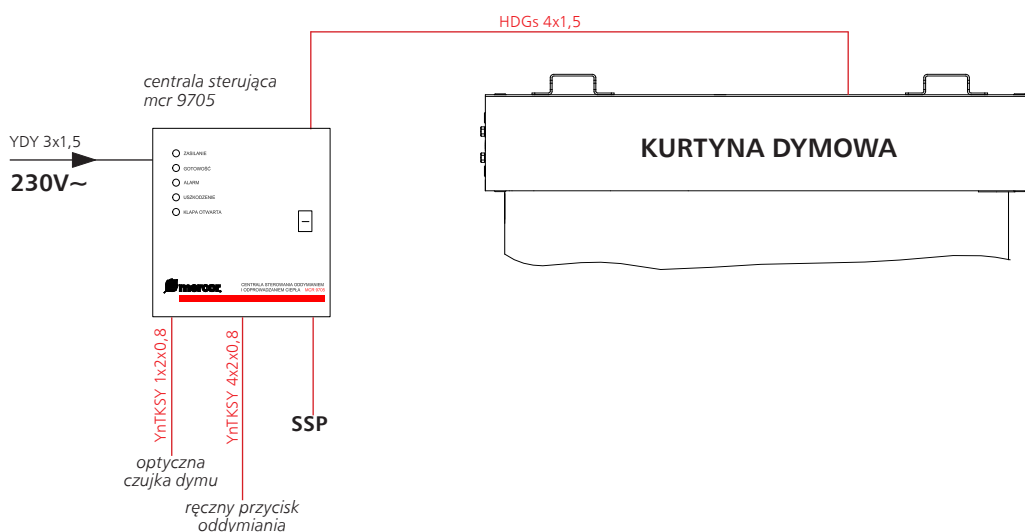 HDGs 4x1,5
centrala sterująca
mcr 9705
YDY 3x1,5
230V~
ZASILANIE
GOTOWOŚĆ
ALARM
USZKODZENIE
KLAPA OTWARTA
mercor
CENTRALA STEROWANIA ODDYMIANIEM
I ODPROWADZANIEM CIEPŁA MCR 9705
KURTYNA DYMOWA
YnTKSY 1x2x0,8
YnTKSY 4x2x0,8
SSP
optyczna
czujka dymu
ręczny przycisk
oddymiania